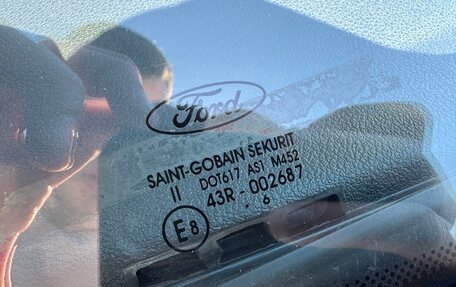 Ford
SAINT-GOBAIN SEKURIT
II DOT617 AS1 M452
43R - 002687
E8 . 6